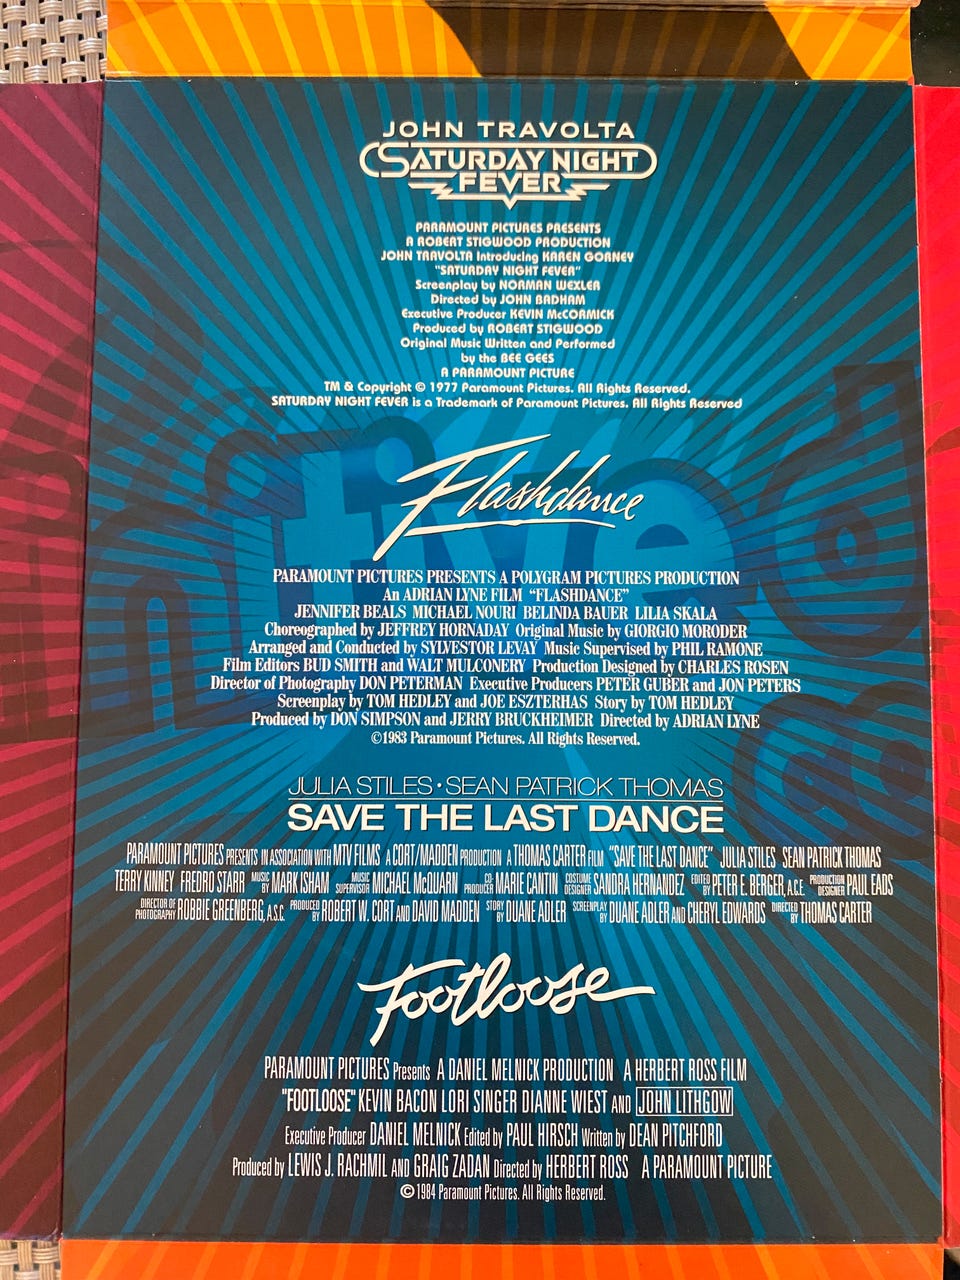 JOHN TRAVOLTA
SATURDAY NIGHT
FEVER
PARAMOUNT PICTURES PRESENTS
A ROBERT STIGWOOD PRODUCTION
JOHN TRAVOLTA Introducing KAREN GORNEY
"SATURDAY NIGHT FEVER"
Screenplay by NORMAN WEXLER
Directed by JOHN BADHAM
Executive Producer KEVIN McCORMICK
Produced by ROBERT STIGWOOD
Original Music Written and Performed
by the BEE GEES
A PARAMOUNT PICTURE
TM & Copyright © 1977 Paramount Pictures. All Rights Reserved.
SATURDAY NIGHT FEVER is a Trademark of Paramount Pictures. All Rights Reserved
Flashdance
PARAMOUNT PICTURES PRESENTS A POLYGRAM PICTURES PRODUCTION
An ADRIAN LYNE FILM "FLASHDANCE"
JENNIFER BEALS MICHAEL NOURI BELINDA BAUER LILIA SKALA
Choreographed by JEFFREY HORNADAY Original Music by GIORGIO MORODER
Arranged and Conducted by SYLVESTOR LEVAY Music Supervised by PHIL RAMONE
Film Editors BUD SMITH and WALT MULCONERY Production Designed by CHARLES ROSEN
Director of Photography DON PETERMAN Executive Producers PETER GUBER and JON PETERS
Screenplay by TOM HEDLEY and JOE ESZTERHAS Story by TOM HEDLEY
Produced by DON SIMPSON and JERRY BRUCKHEIMER Directed by ADRIAN LYNE
©1983 Paramount Pictures. All Rights Reserved.
JULIA STILES • SEAN PATRICK THOMAS
SAVE THE LAST DANCE
PARAMOUNT PICTURES PRESENTS IN ASSOCIATION WITH MTV FILMS A CORT/MADDEN PRODUCTION A THOMAS CARTER FILM "SAVE THE LAST DANCE" JULIA STILES SEAN PATRICK THOMAS
TERRY KINNEY FREDRO STARR MUSIC BY MARK ISHAM MUSIC SUPERVISOR MICHAEL McQUARN CO-PRODUCER MARIE CANTIN COSTUME DESIGNER SANDRA HERNANDEZ EDITED BY PETER E. BERGER, A.C.E. PRODUCTION DESIGNER PAUL EADS
DIRECTOR OF PHOTOGRAPHY ROBBIE GREENBERG, A.S.C. PRODUCED BY ROBERT W. CORT AND DAVID MADDEN STORY BY DUANE ADLER SCREENPLAY BY DUANE ADLER AND CHERYL EDWARDS DIRECTED BY THOMAS CARTER
Footloose
PARAMOUNT PICTURES Presents A DANIEL MELNICK PRODUCTION A HERBERT ROSS FILM
"FOOTLOOSE" KEVIN BACON LORI SINGER DIANNE WIEST AND JOHN LITHGOW
Executive Producer DANIEL MELNICK Edited by PAUL HIRSCH Written by DEAN PITCHFORD
Produced by LEWIS J. RACHMIL AND GRAIG ZADAN Directed by HERBERT ROSS A PARAMOUNT PICTURE
© 1984 Paramount Pictures. All Rights Reserved.